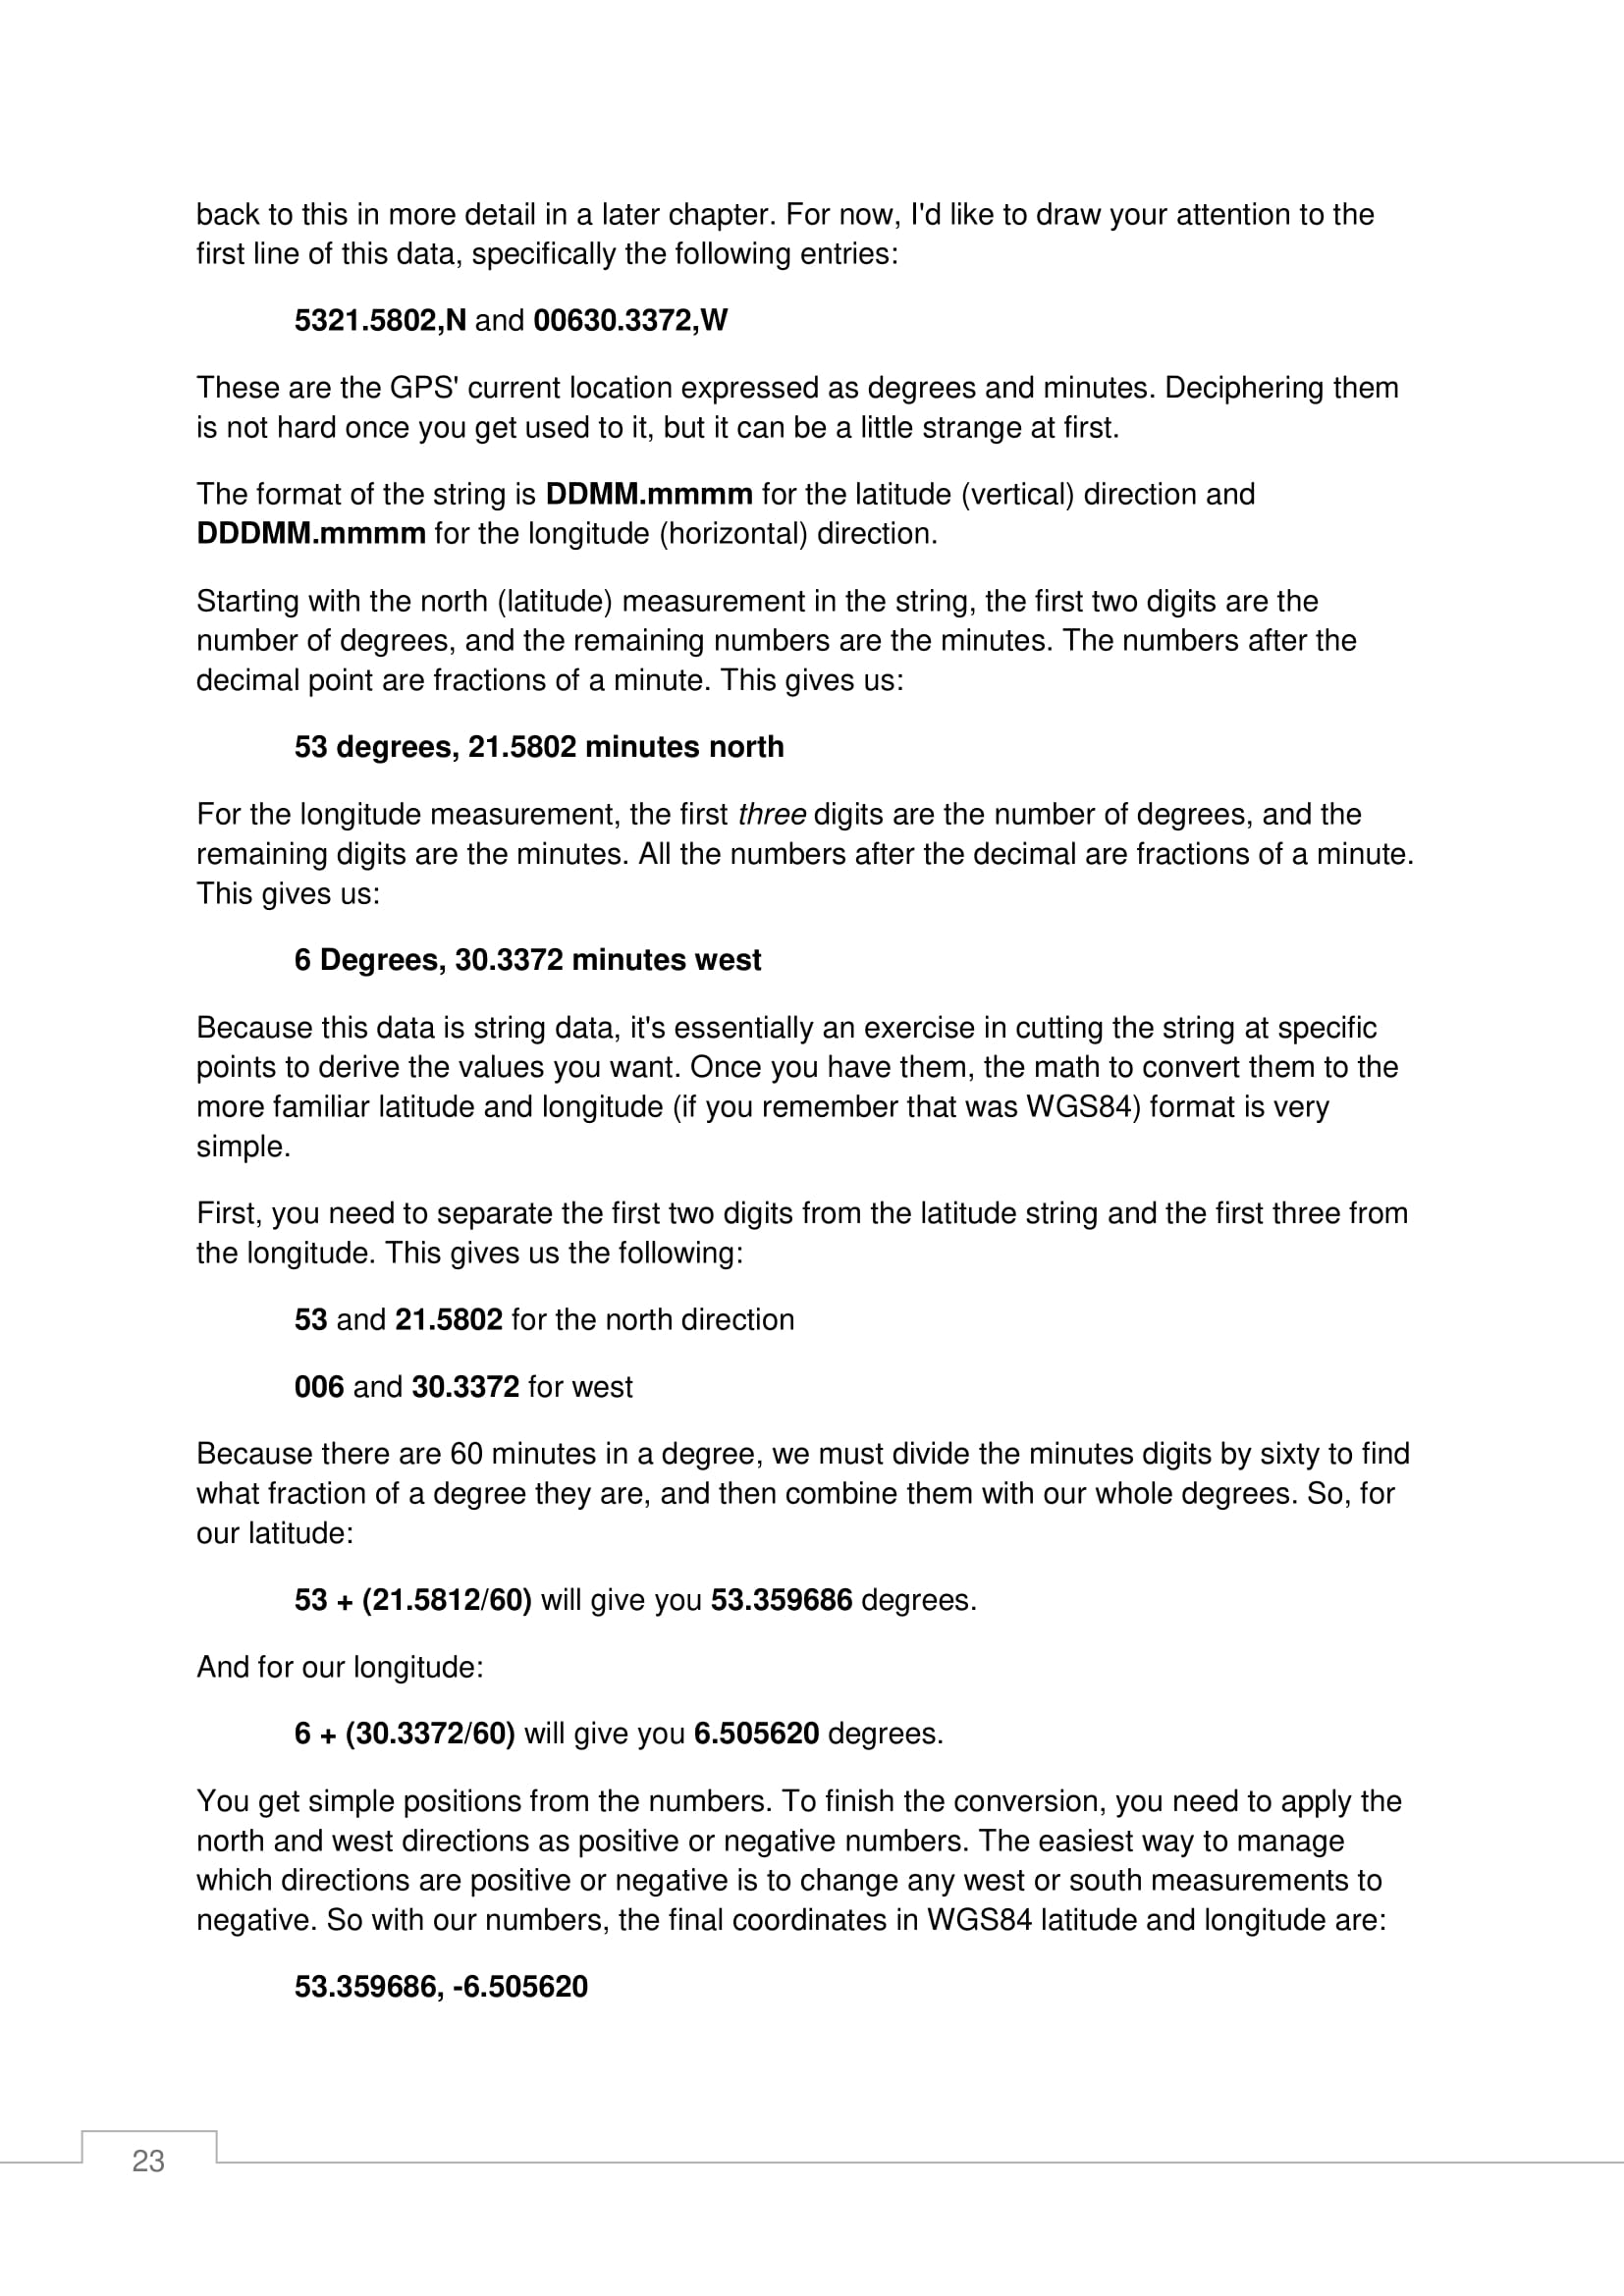 back to this in more detail in a later chapter. For now, I'd like to draw your attention to the
first line of this data, specifically the following entries:
5321.5802,N and 00630.3372,W
These are the GPS' current location expressed as degrees and minutes. Deciphering them
is not hard once you get used to it, but it can be a little strange at first.
The format of the string is DDMM.mmmm for the latitude (vertical) direction and
DDDMM.mmmm for the longitude (horizontal) direction.
Starting with the north (latitude) measurement in the string, the first two digits are the
number of degrees, and the remaining numbers are the minutes. The numbers after the
decimal point are fractions of a minute. This gives us:
53 degrees, 21.5802 minutes north
For the longitude measurement, the first three digits are the number of degrees, and the
remaining digits are the minutes. All the numbers after the decimal are fractions of a minute.
This gives us:
6 Degrees, 30.3372 minutes west
Because this data is string data, it's essentially an exercise in cutting the string at specific
points to derive the values you want. Once you have them, the math to convert them to the
more familiar latitude and longitude (if you remember that was WGS84) format is very
simple.
First, you need to separate the first two digits from the latitude string and the first three from
the longitude. This gives us the following:
53 and 21.5802 for the north direction
006 and 30.3372 for west
Because there are 60 minutes in a degree, we must divide the minutes digits by sixty to find
what fraction of a degree they are, and then combine them with our whole degrees. So, for
our latitude:
53 + (21.5812/60) will give you 53.359686 degrees.
And for our longitude:
6 + (30.3372/60) will give you 6.505620 degrees.
You get simple positions from the numbers. To finish the conversion, you need to apply the
north and west directions as positive or negative numbers. The easiest way to manage
which directions are positive or negative is to change any west or south measurements to
negative. So with our numbers, the final coordinates in WGS84 latitude and longitude are:
53.359686, -6.505620
23